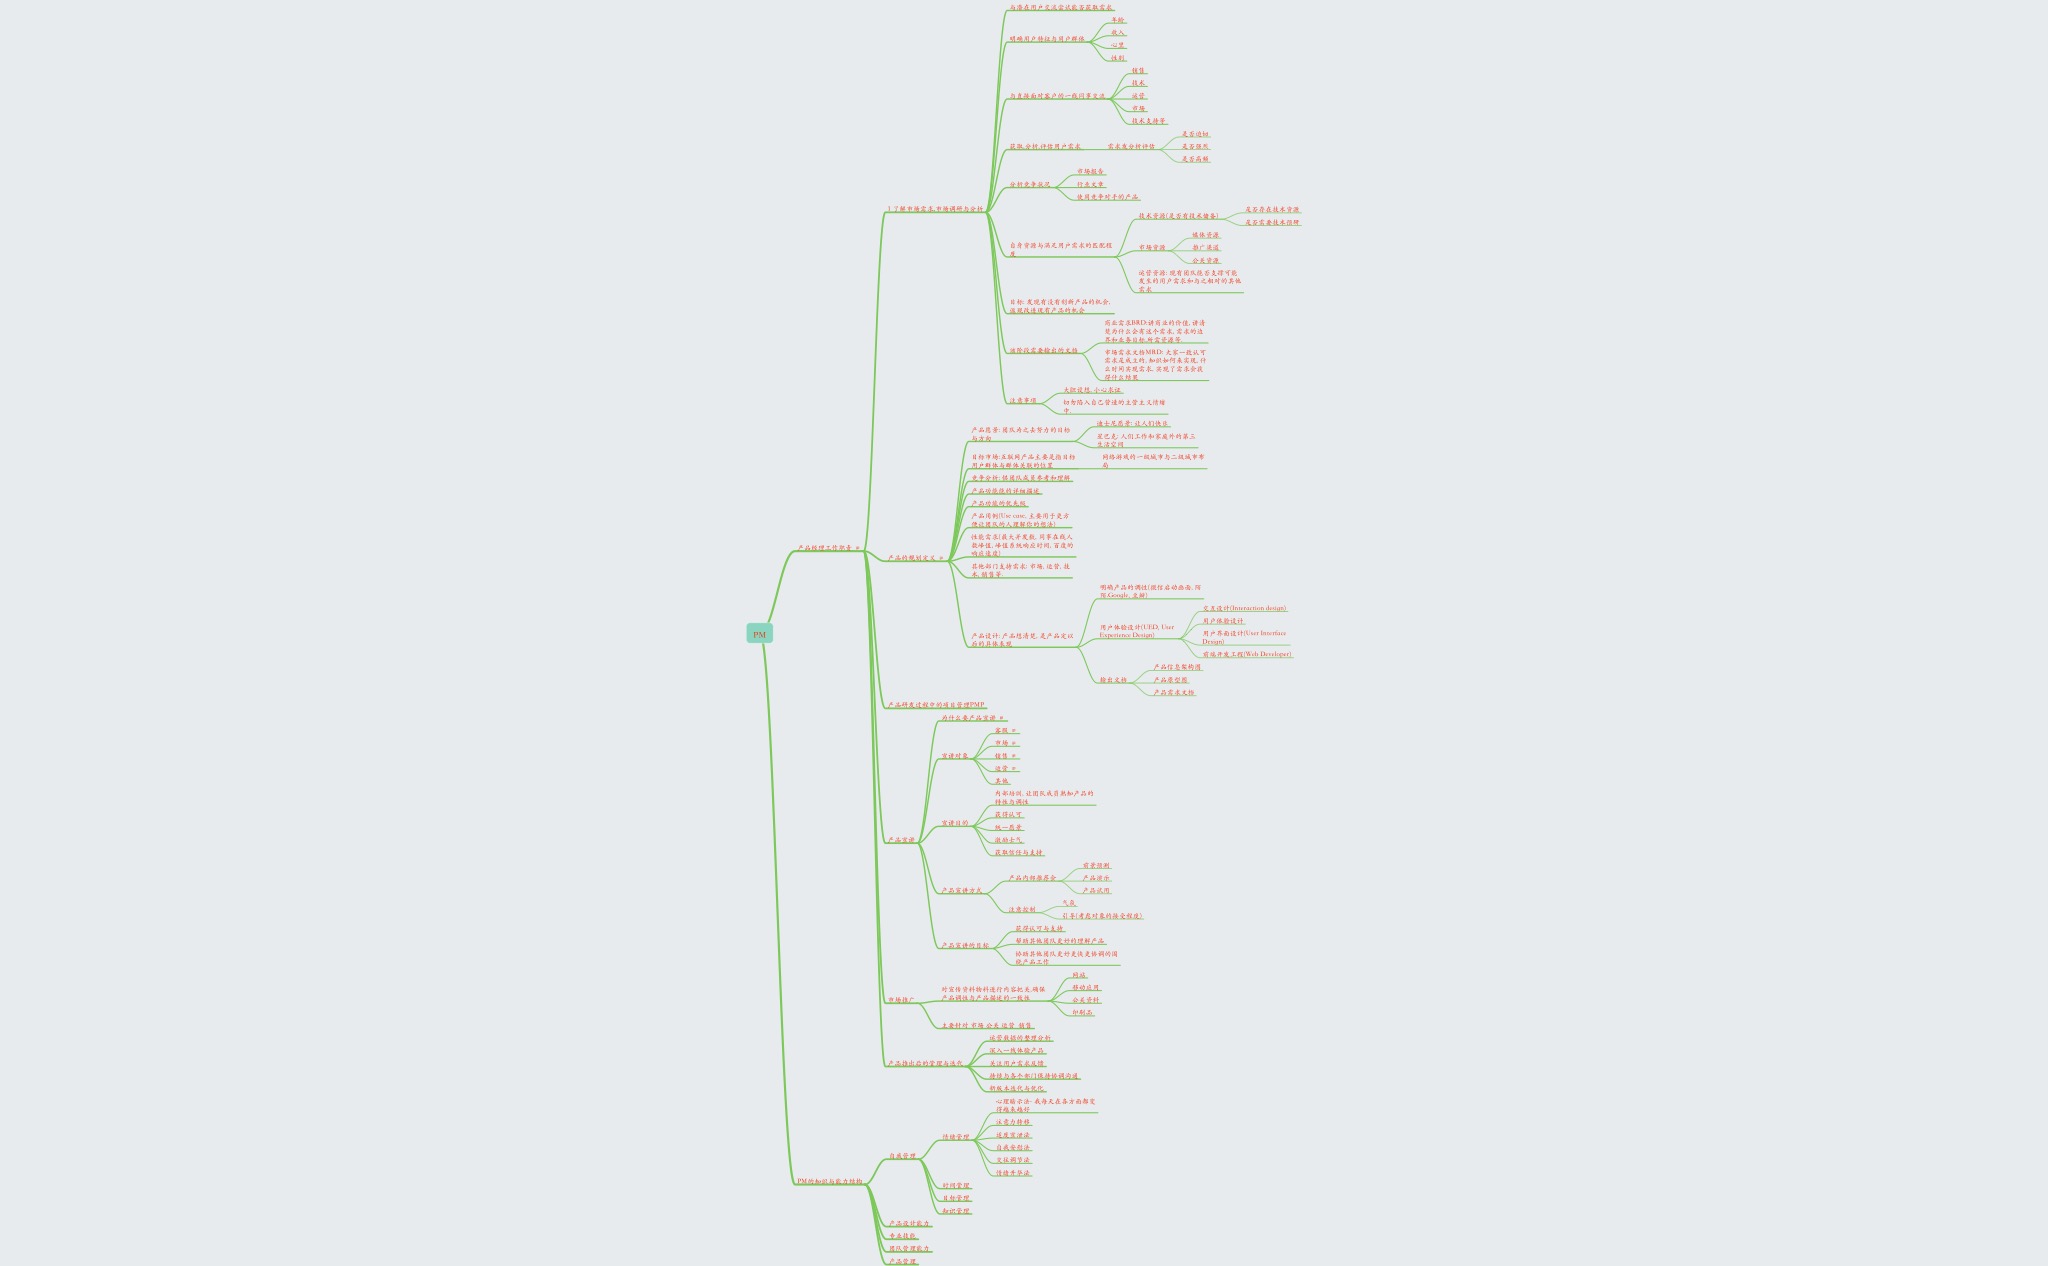 与潜在用户交流尝试能否获取需求
年龄
收入
明确用户特征与用户群体
心里
性别
销售
技术
与直接面对客户的一线同事交流
运营
市场
技术支持等
是否迫切
获取,分析,评估用户需求
需求度分析评估
是否强烈
是否高频
市场报告
分析竞争状况
行业文章
使用竞争对手的产品
1 了解市场需求,市场调研与分析
技术资源(是否有技术储备)
是否存在技术资源
是否需要技术预研
自身资源与满足用户需求的匹配程
度
市场资源
媒体资源
推广渠道
公关资源
运营资源: 现有团队能否支撑可能
发生的用户需求和与之相对的其他
需求
目标: 发现有没有创新产品的机会,
或现改进现有产品的机会
该阶段需要输出的文档
商业需求BRD:讲商业的价值, 讲清
楚为什么会有这个需求, 需求的边
界和业务目标,所需资源等.
市场需求文档MRD: 大家一致认可
需求是成立的, 知识如何来实现, 什
么时间实现需求, 实现了需求会获
得什么结果
注意事项
大胆设想, 小心求证
切勿陷入自己营造的主管主义情绪
中.
产品经理工作职责
产品的规划定义
产品愿景: 团队为之去努力的目标
与方向
迪士尼愿景: 让人们快乐
星巴克: 人们工作和家庭外的第三
生活空间
目标市场:互联网产品主要是指目标
用户群体与群体关联的位置
网络游戏的一级城市与二级城市布
局
竞争分析: 供团队成员参考和理解
产品功能性的详细描述
产品功能的优先级
产品用例(Use case, 主要用于更方
便让团队的人理解你的想法)
性能需求(最大并发数, 同事在线人
数峰值, 峰值系统响应时间, 百度的
响应速度)
其他部门支持需求: 市场, 运营, 技
术, 销售等.
产品设计: 产品想清楚, 是产品定以
后的具体表现
明确产品的调性(微信启动画面, 陌
陌,Google, 豆瓣)
用户体验设计(UED, User
Experience Design)
交互设计(Interaction design)
用户体验设计
用户界面设计(User Interface
Design)
前端开发工程(Web Developer)
输出文档
产品信息架构图
产品原型图
产品需求文档
PM
产品研发过程中的项目管理PMP
产品宣讲
为什么要产品宣讲
宣讲对象
客服
市场
销售
运营
其他
宣讲目的
内部培训, 让团队成员熟知产品的
特性与调性
获得认可
统一愿景
激励士气
获取信任与支持
产品宣讲方式
产品内部推荐会
前景预测
产品演示
产品试用
注意控制
气氛
引导(考虑对象的接受程度)
产品宣讲的目标
获得认可与支持
帮助其他团队更好的理解产品
协助其他团队更好更快更协调的围
绕产品工作
市场推广
对宣传资料物料进行内容把关,确保
产品调性与产品描述的一致性
网站
移动应用
公关资料
印刷品
主要针对 市场 公关 运营 销售
产品推出后的管理与迭代
运营数据的整理分析
深入一线体验产品
关注用户需求反馈
持续与各个部门保持协调沟通
新版本迭代与优化
PM的知识与能力结构
自我管理
情绪管理
心理暗示法- 我每天在各方面都变
得越来越好
注意力转移
适度宣泄法
自我安慰法
交往调节法
情绪升华法
时间管理
目标管理
知识管理
产品设计能力
专业技能
团队管理能力
产品管理